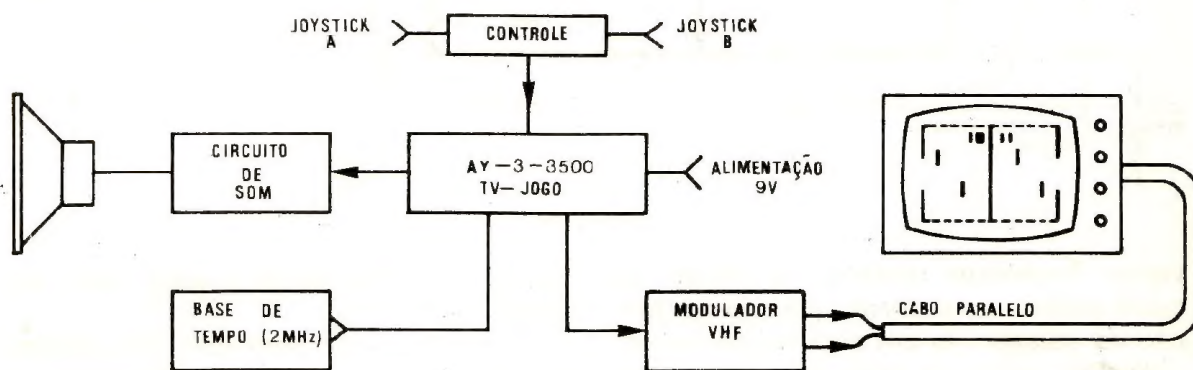 JOYSTICK
A
CONTROLE
JOYSTICK
B
CIRCUITO
DE
SOM
AY-3-3500
TV-JOGO
ALIMENTAÇÃO
9V
BASE DE
TEMPO (2MHz)
MODULADOR
VHF
CABO PARALELO